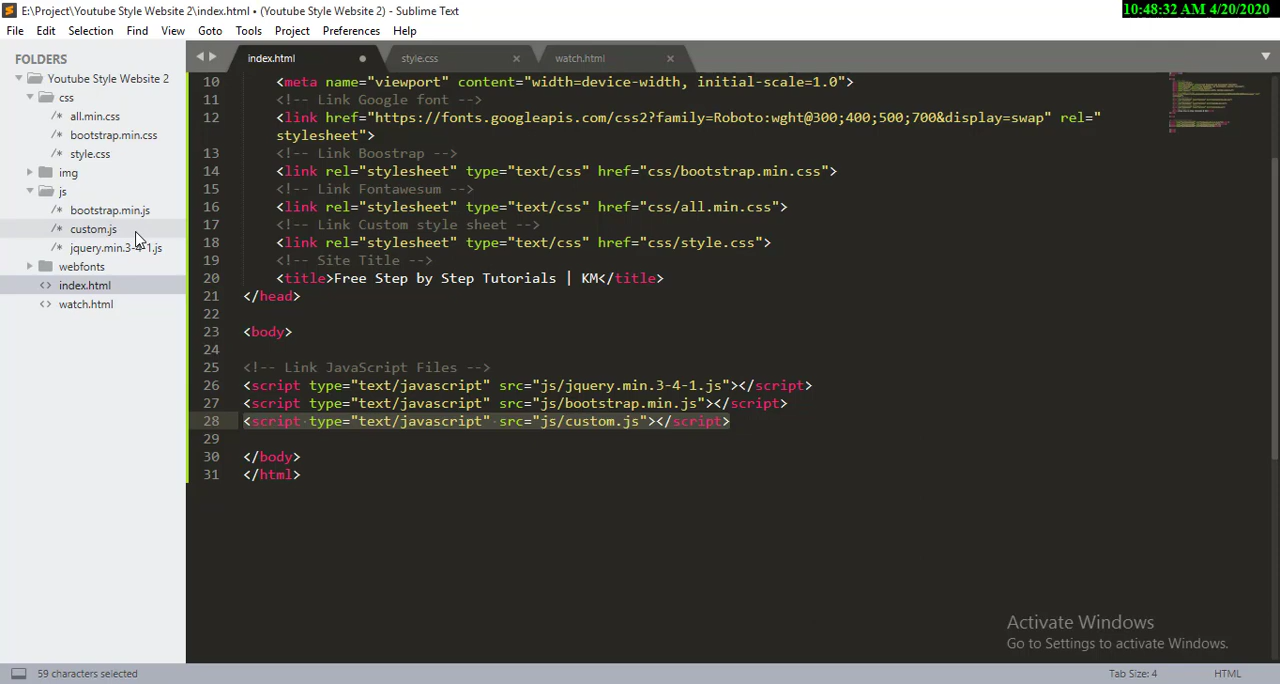 E:\Project\Youtube Style Website 2\index.html • (Youtube Style Website 2) - Sublime Text
10:48:32 AM 4/20/2020
File Edit Selection Find View Goto Tools Project Preferences Help
FOLDERS
Youtube Style Website 2
css
/* all.min.css
/* bootstrap.min.css
/* style.css
img
js
/* bootstrap.min.js
/* custom.js
/* jquery.min.3-4-1.js
webfonts
<> index.html
<> watch.html
index.html style.css watch.html
10 <meta name="viewport" content="width=device-width, initial-scale=1.0">
11 <!-- Link Google font -->
12 <link href="https://fonts.googleapis.com/css2?family=Roboto:wght@300;400;500;700&display=swap" rel="
stylesheet">
13 <!-- Link Boostrap -->
14 <link rel="stylesheet" type="text/css" href="css/bootstrap.min.css">
15 <!-- Link Fontawesum -->
16 <link rel="stylesheet" type="text/css" href="css/all.min.css">
17 <!-- Link Custom style sheet -->
18 <link rel="stylesheet" type="text/css" href="css/style.css">
19 <!-- Site Title -->
20 <title>Free Step by Step Tutorials | KM</title>
21 </head>
22
23 <body>
24
25 <!-- Link JavaScript Files -->
26 <script type="text/javascript" src="js/jquery.min.3-4-1.js"></script>
27 <script type="text/javascript" src="js/bootstrap.min.js"></script>
28 <script type="text/javascript" src="js/custom.js"></script>
29
30 </body>
31 </html>
Activate Windows
Go to Settings to activate Windows.
59 characters selected
Tab Size: 4
HTML